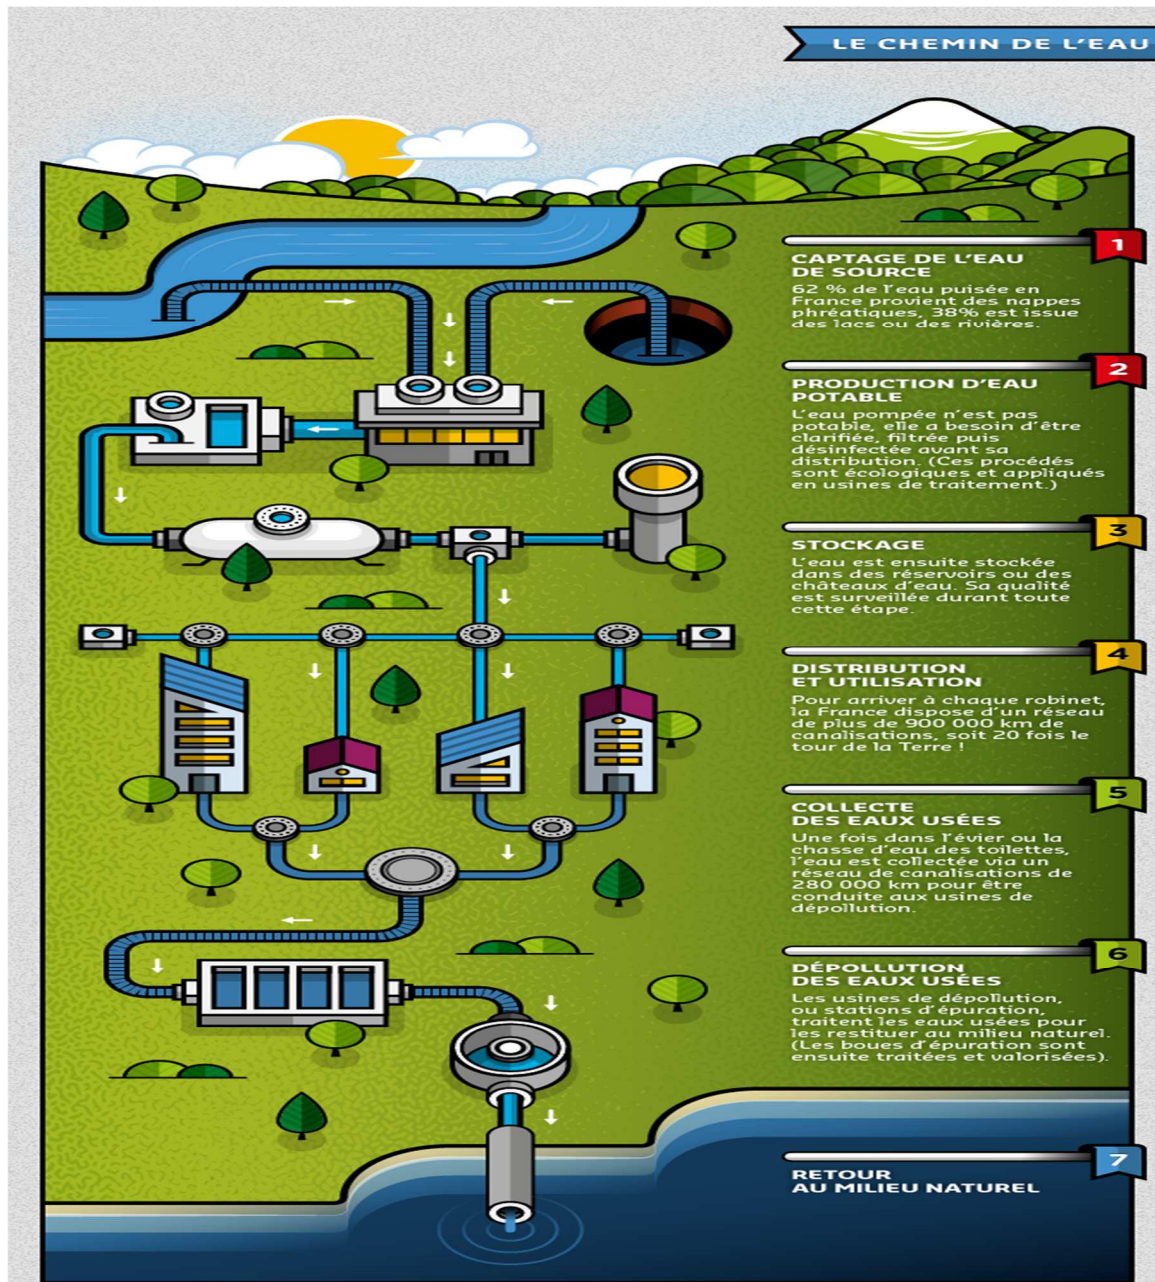 LE CHEMIN DE L'EAU
1
CAPTAGE DE L'EAU
DE SOURCE
62 % de l'eau puisée en
France provient des nappes
phréatiques, 38% est issue
des lacs ou des rivières.
2
PRODUCTION D'EAU
POTABLE
L'eau pompée n'est pas
potable, elle a besoin d'être
clarifiée, filtrée puis
désinfectée avant sa
distribution. (Ces procédés
sont écologiques et appliqués
en usines de traitement.)
3
STOCKAGE
L'eau est ensuite stockée
dans des réservoirs ou des
châteaux d'eau. Sa qualité
est surveillée durant toute
cette étape.
4
DISTRIBUTION
ET UTILISATION
Pour arriver à chaque robinet,
la France dispose d'un réseau
de plus de 900 000 km de
canalisations, soit 20 fois le
tour de la Terre !
5
COLLECTE
DES EAUX USÉES
Une fois dans l'évier ou la
chasse d'eau des toilettes,
l'eau est collectée via un
réseau de canalisations de
280 000 km pour être
conduite aux usines de
dépollution.
6
DÉPOLLUTION
DES EAUX USÉES
Les usines de dépollution,
ou stations d'épuration,
traitent les eaux usées pour
les restituer au milieu naturel.
(Les boues d'épuration sont
ensuite traitées et valorisées).
7
RETOUR
AU MILIEU NATUREL